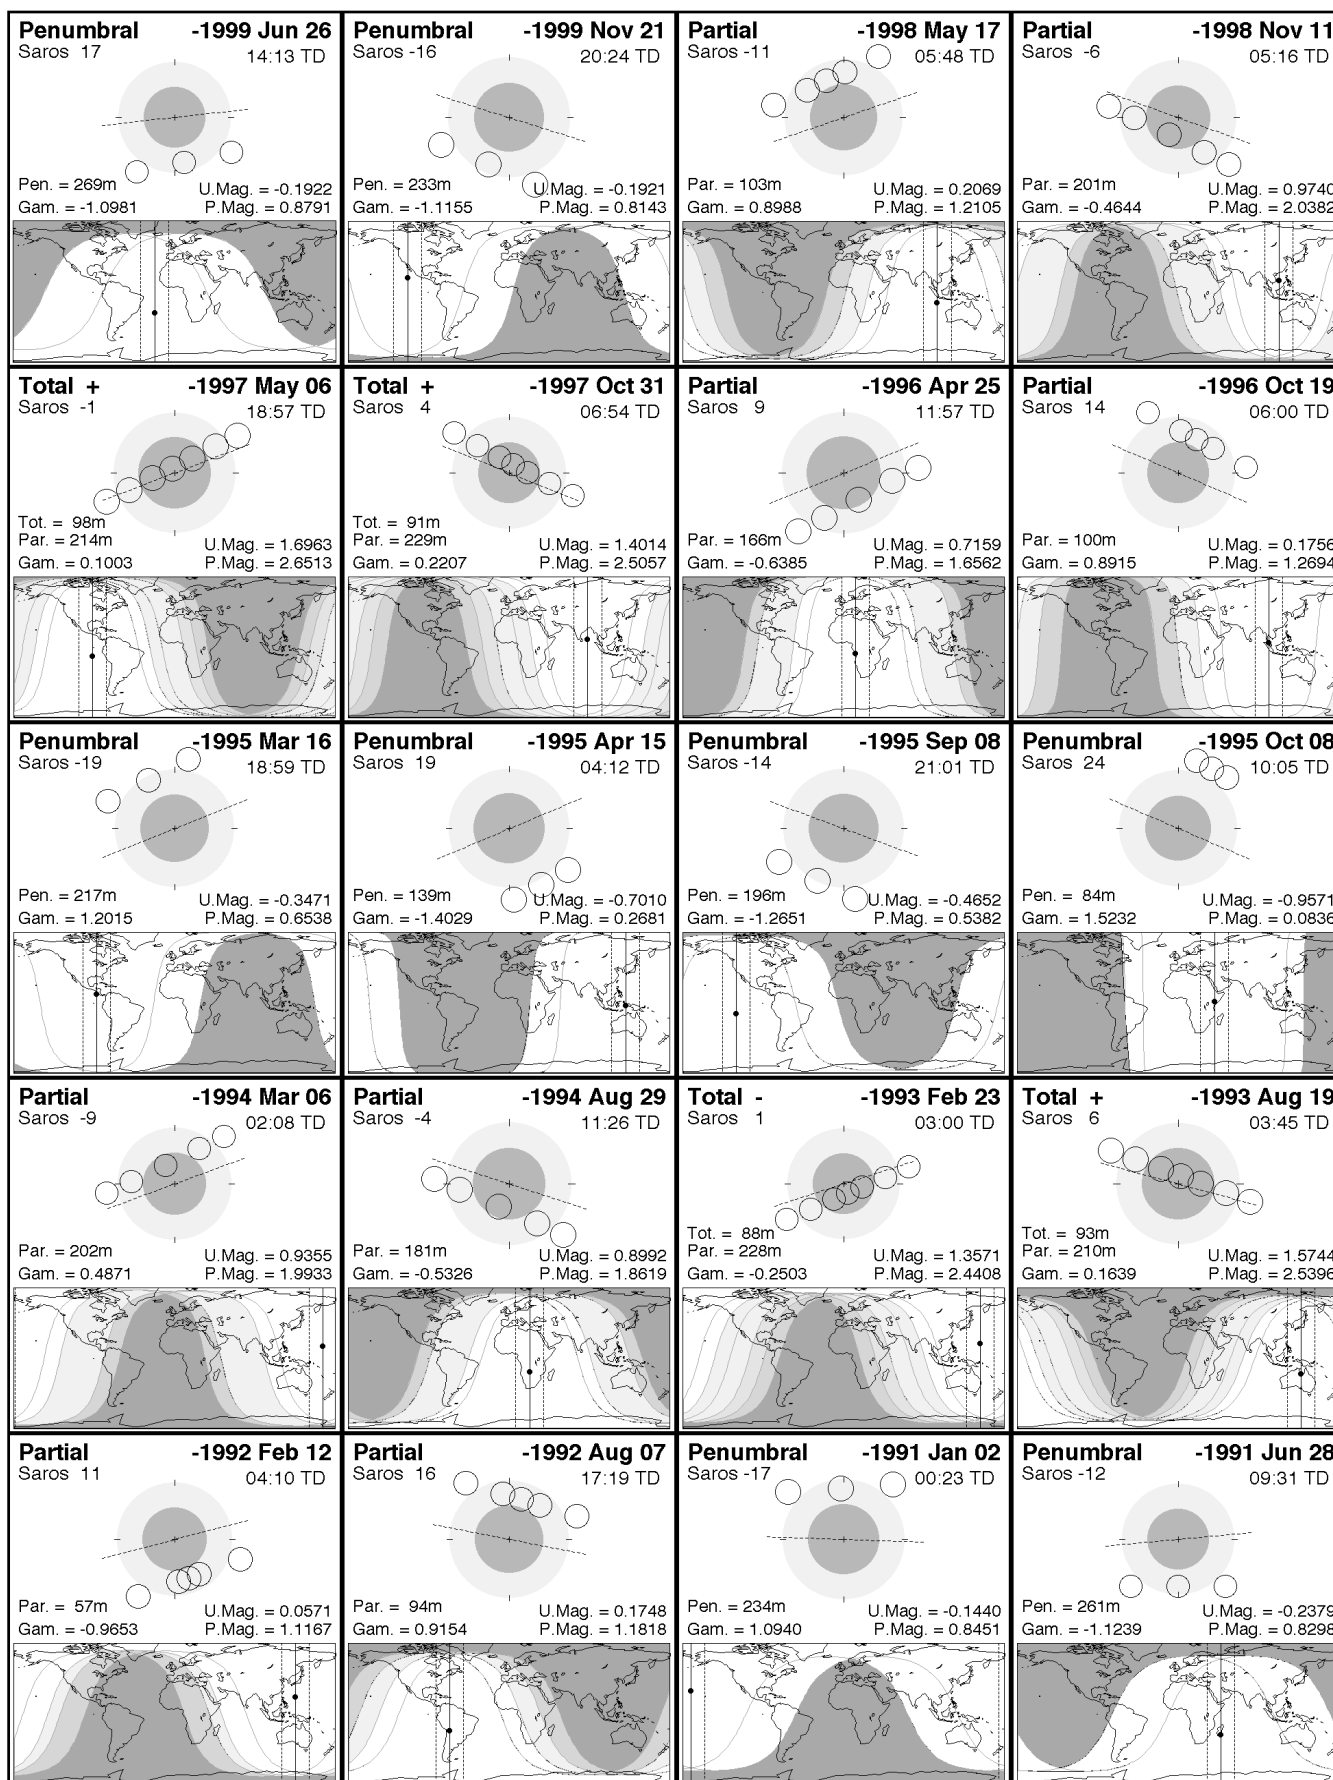 Penumbral -1999 Jun 26
Saros 17 14:13 TD
Pen. = 269m U.Mag. = -0.1922
Gam. = -1.0981 P.Mag. = 0.8791
Penumbral -1999 Nov 21
Saros -16 20:24 TD
Pen. = 233m U.Mag. = -0.1921
Gam. = -1.1155 P.Mag. = 0.8143
Partial -1998 May 17
Saros -11 05:48 TD
Par. = 103m U.Mag. = 0.2069
Gam. = 0.8988 P.Mag. = 1.2105
Partial -1998 Nov 11
Saros -6 05:16 TD
Par. = 201m U.Mag. = 0.9740
Gam. = -0.4644 P.Mag. = 2.0382
Total + -1997 May 06
Saros -1 18:57 TD
Tot. = 98m
Par. = 214m U.Mag. = 1.6963
Gam. = 0.1003 P.Mag. = 2.6513
Total + -1997 Oct 31
Saros 4 06:54 TD
Tot. = 91m
Par. = 229m U.Mag. = 1.4014
Gam. = 0.2207 P.Mag. = 2.5057
Partial -1996 Apr 25
Saros 9 11:57 TD
Par. = 166m U.Mag. = 0.7159
Gam. = -0.6385 P.Mag. = 1.6562
Partial -1996 Oct 19
Saros 14 06:00 TD
Par. = 100m U.Mag. = 0.1756
Gam. = 0.8915 P.Mag. = 1.2694
Penumbral -1995 Mar 16
Saros -19 18:59 TD
Pen. = 217m U.Mag. = -0.3471
Gam. = 1.2015 P.Mag. = 0.6538
Penumbral -1995 Apr 15
Saros 19 04:12 TD
Pen. = 139m U.Mag. = -0.7010
Gam. = -1.4029 P.Mag. = 0.2681
Penumbral -1995 Sep 08
Saros -14 21:01 TD
Pen. = 196m U.Mag. = -0.4652
Gam. = -1.2651 P.Mag. = 0.5382
Penumbral -1995 Oct 08
Saros 24 10:05 TD
Pen. = 84m U.Mag. = -0.9571
Gam. = 1.5232 P.Mag. = 0.0836
Partial -1994 Mar 06
Saros -9 02:08 TD
Par. = 202m U.Mag. = 0.9355
Gam. = 0.4871 P.Mag. = 1.9933
Partial -1994 Aug 29
Saros -4 11:26 TD
Par. = 181m U.Mag. = 0.8992
Gam. = -0.5326 P.Mag. = 1.8619
Total - -1993 Feb 23
Saros 1 03:00 TD
Tot. = 88m
Par. = 228m U.Mag. = 1.3571
Gam. = -0.2503 P.Mag. = 2.4408
Total + -1993 Aug 19
Saros 6 03:45 TD
Tot. = 93m
Par. = 210m U.Mag. = 1.5744
Gam. = 0.1639 P.Mag. = 2.5396
Partial -1992 Feb 12
Saros 11 04:10 TD
Par. = 57m U.Mag. = 0.0571
Gam. = -0.9653 P.Mag. = 1.1167
Partial -1992 Aug 07
Saros 16 17:19 TD
Par. = 94m U.Mag. = 0.1748
Gam. = 0.9154 P.Mag. = 1.1818
Penumbral -1991 Jan 02
Saros -17 00:23 TD
Pen. = 234m U.Mag. = -0.1440
Gam. = 1.0940 P.Mag. = 0.8451
Penumbral -1991 Jun 28
Saros -12 09:31 TD
Pen. = 261m U.Mag. = -0.2379
Gam. = -1.1239 P.Mag. = 0.8298